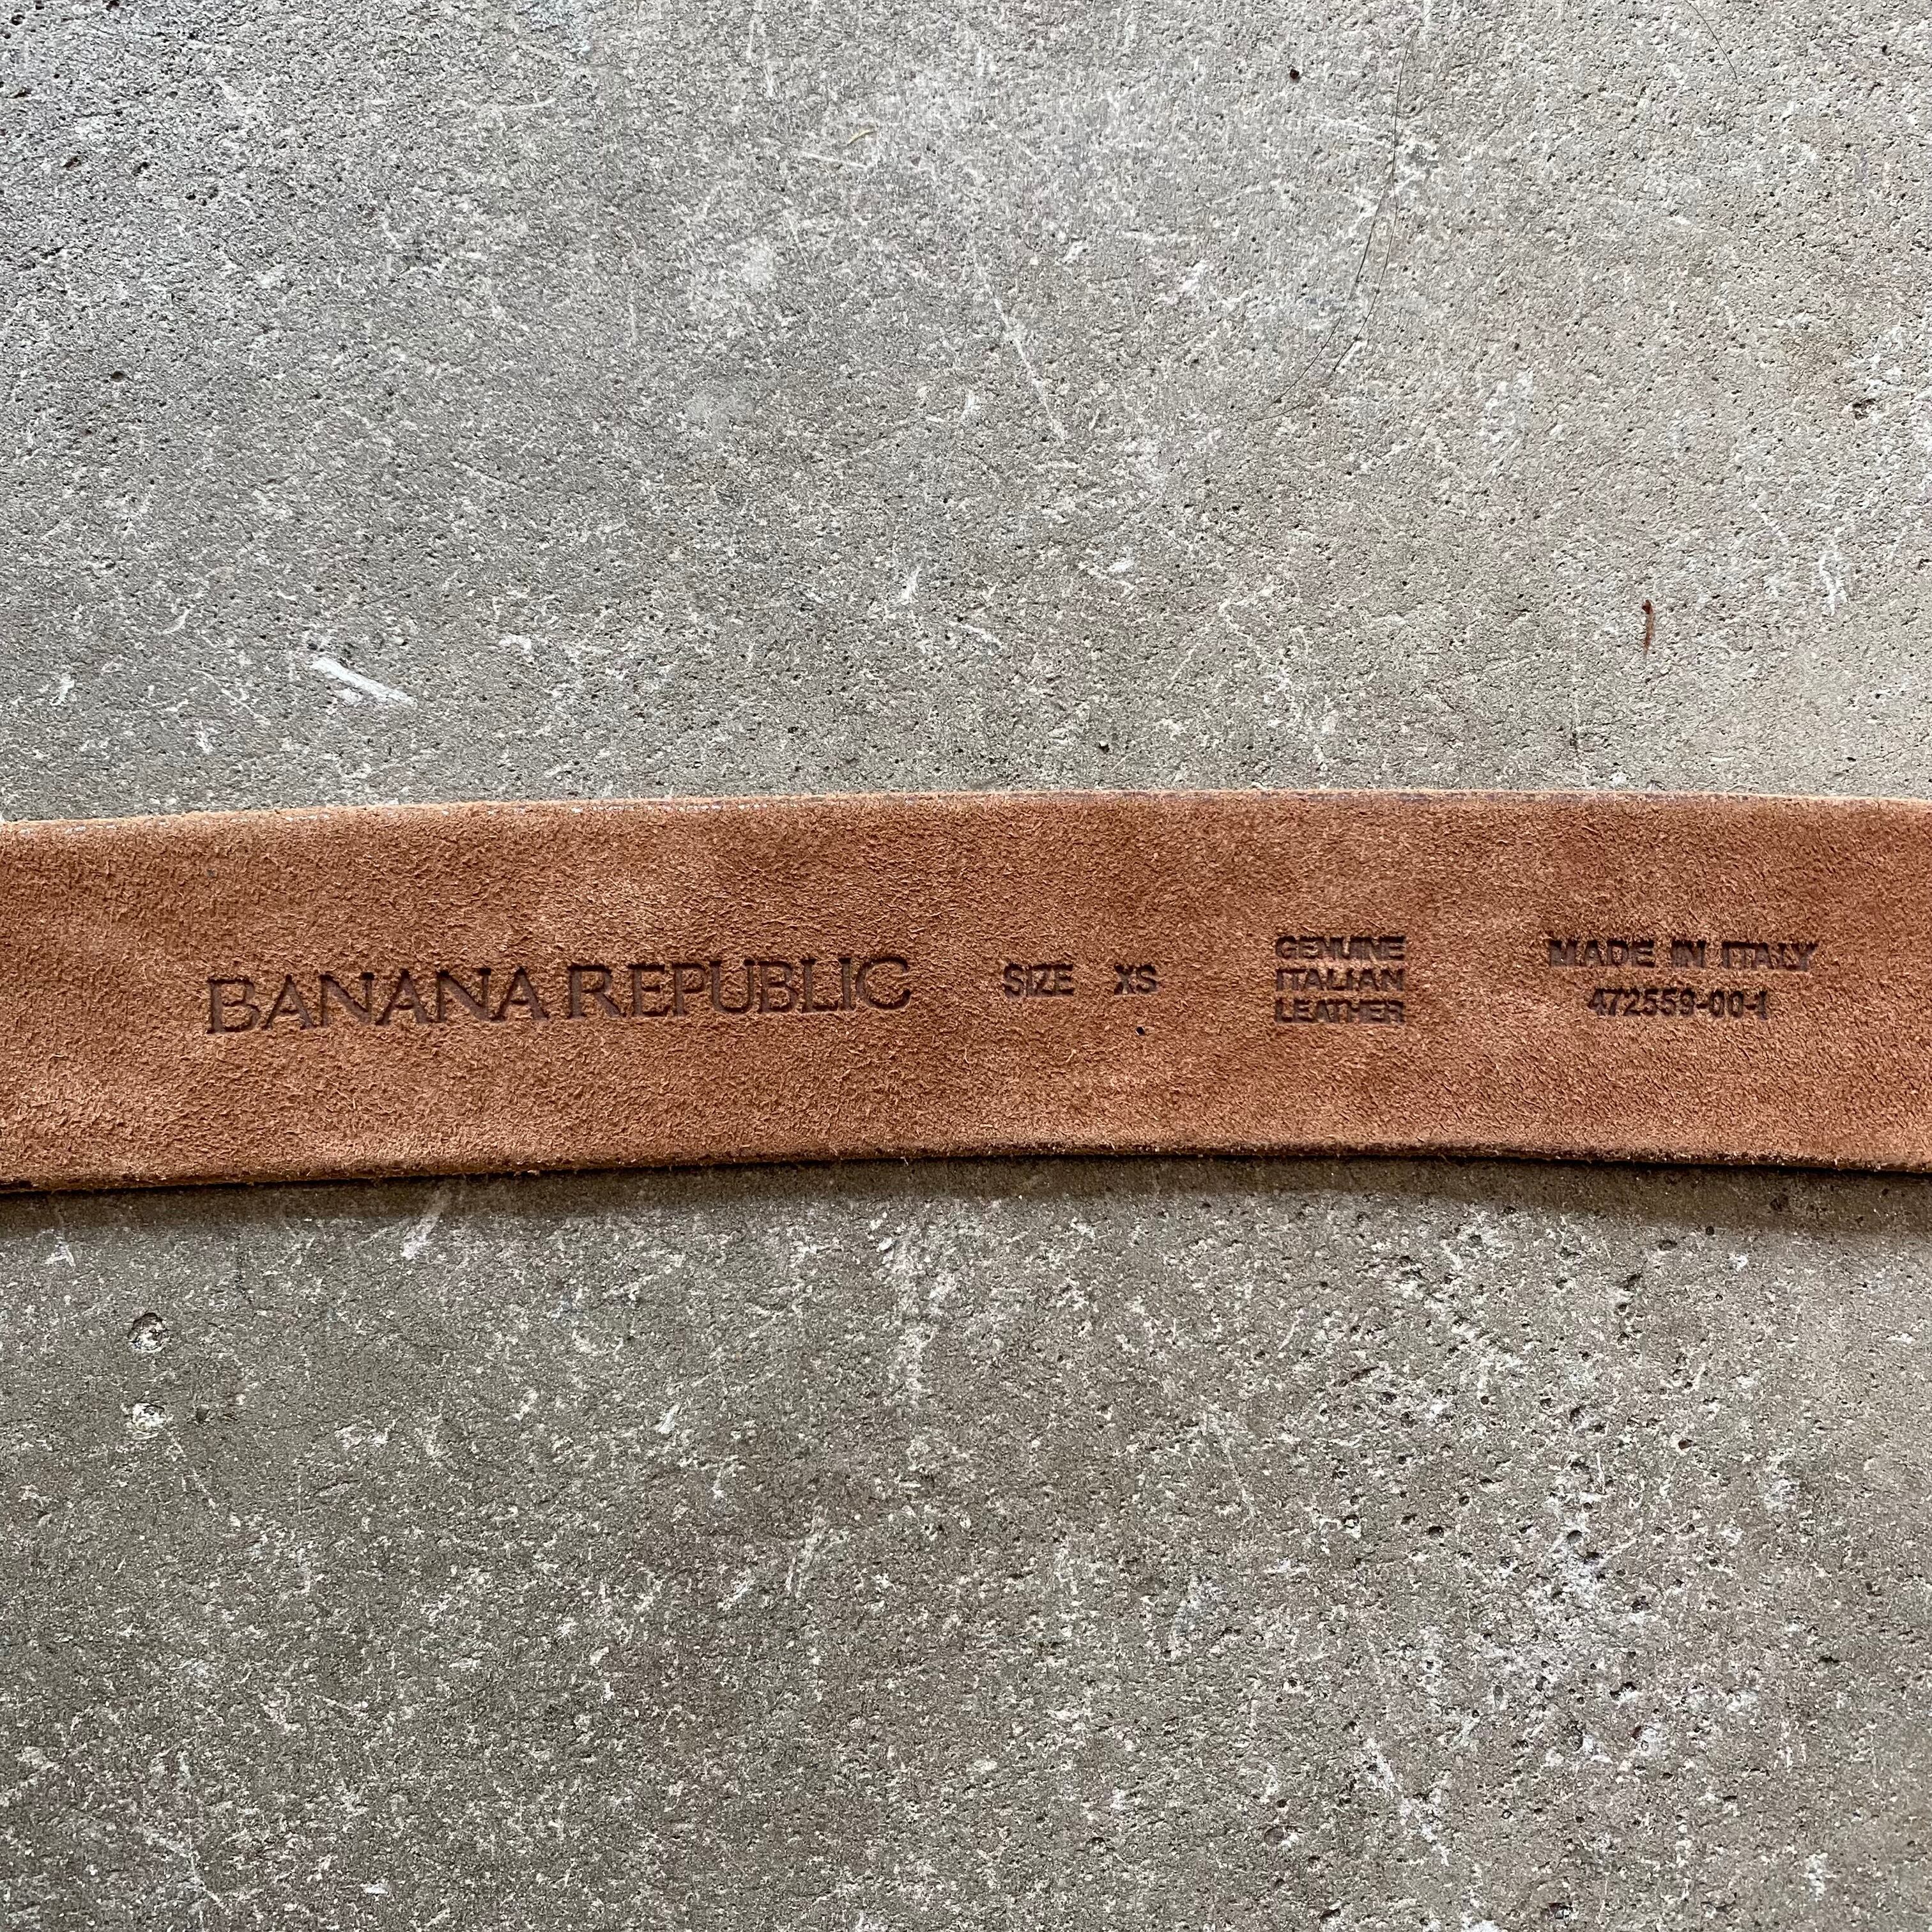 BANANA REPUBLIC SIZE XS
GENUINE
ITALIAN
LEATHER
MADE IN ITALY
472559-00-1